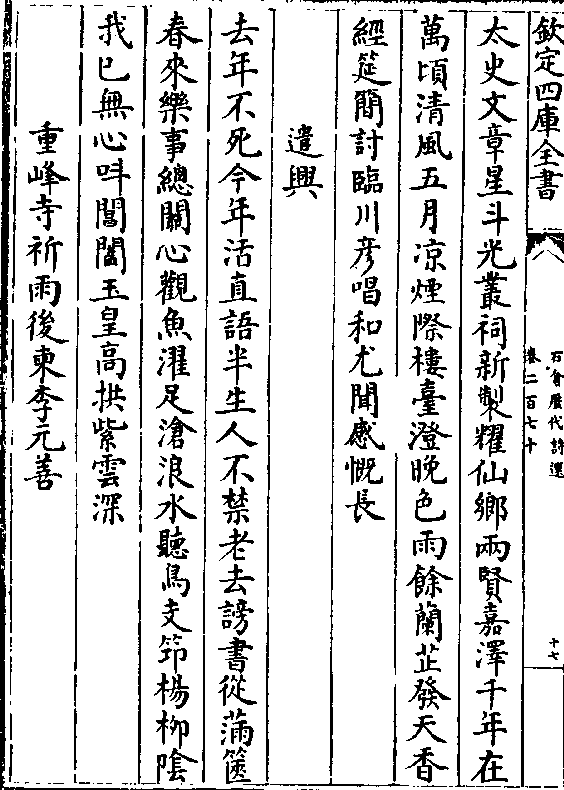 欽定四庫全書
石倉歷代詩選
卷二百七十
十七
太史文章星斗光叢祠新製耀仙鄉兩賢嘉澤千年在
萬頃清風五月凉煙際樓臺澄晚色雨餘蘭芷發天香
經筵簡討臨川彥唱和尤聞感慨長
遣興
去年不死今年活直語半生人不禁老去謗書從滿篋
春來樂事總關心觀魚濯足滄浪水聽鳥支笻楊柳陰
我已無心呌閶闔玉皇高拱紫雲深
重峰寺祈雨後柬李元善